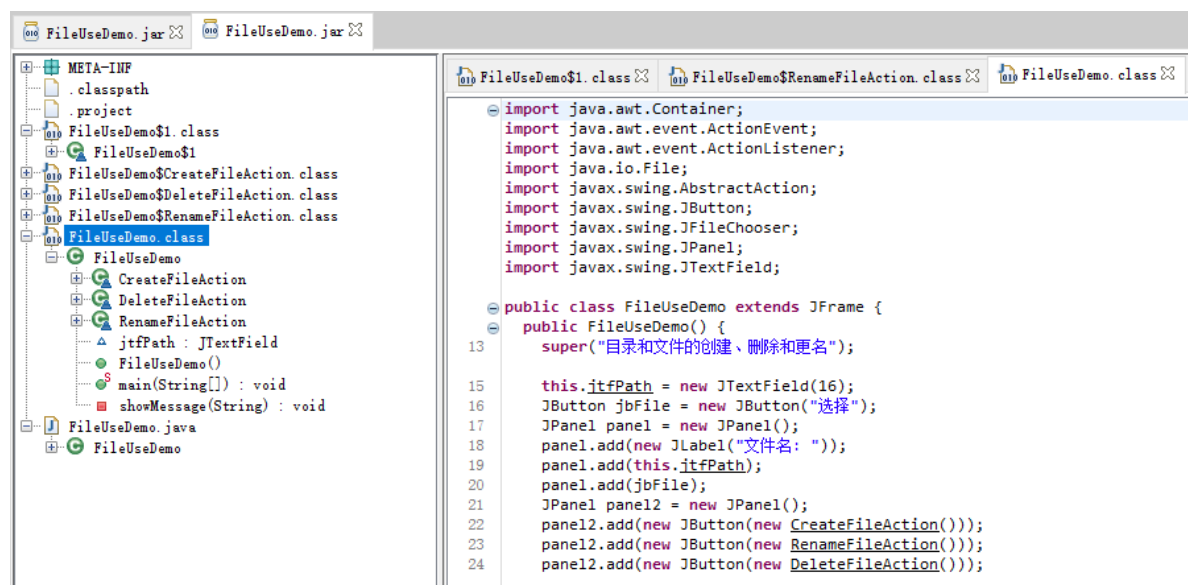 FileUseDemo.jar
FileUseDemo.jar
META-INF
.classpath
.project
FileUseDemo$1.class
FileUseDemo$1
FileUseDemo$CreateFileAction.class
FileUseDemo$DeleteFileAction.class
FileUseDemo$RenameFileAction.class
FileUseDemo.class
FileUseDemo
CreateFileAction
DeleteFileAction
RenameFileAction
jtfPath : JTextField
FileUseDemo()
main(String[]) : void
showMessage(String) : void
FileUseDemo.java
FileUseDemo
FileUseDemo$1.class
FileUseDemo$RenameFileAction.class
FileUseDemo.class
import java.awt.Container;
import java.awt.event.ActionEvent;
import java.awt.event.ActionListener;
import java.io.File;
import javax.swing.AbstractAction;
import javax.swing.JButton;
import javax.swing.JFileChooser;
import javax.swing.JPanel;
import javax.swing.JTextField;
public class FileUseDemo extends JFrame {
public FileUseDemo() {
13 super("目录和文件的创建、删除和更名");
15 this.jtfPath = new JTextField(16);
16 JButton jbFile = new JButton("选择");
17 JPanel panel = new JPanel();
18 panel.add(new JLabel("文件名: "));
19 panel.add(this.jtfPath);
20 panel.add(jbFile);
21 JPanel panel2 = new JPanel();
22 panel2.add(new JButton(new CreateFileAction()));
23 panel2.add(new JButton(new RenameFileAction()));
24 panel2.add(new JButton(new DeleteFileAction()));